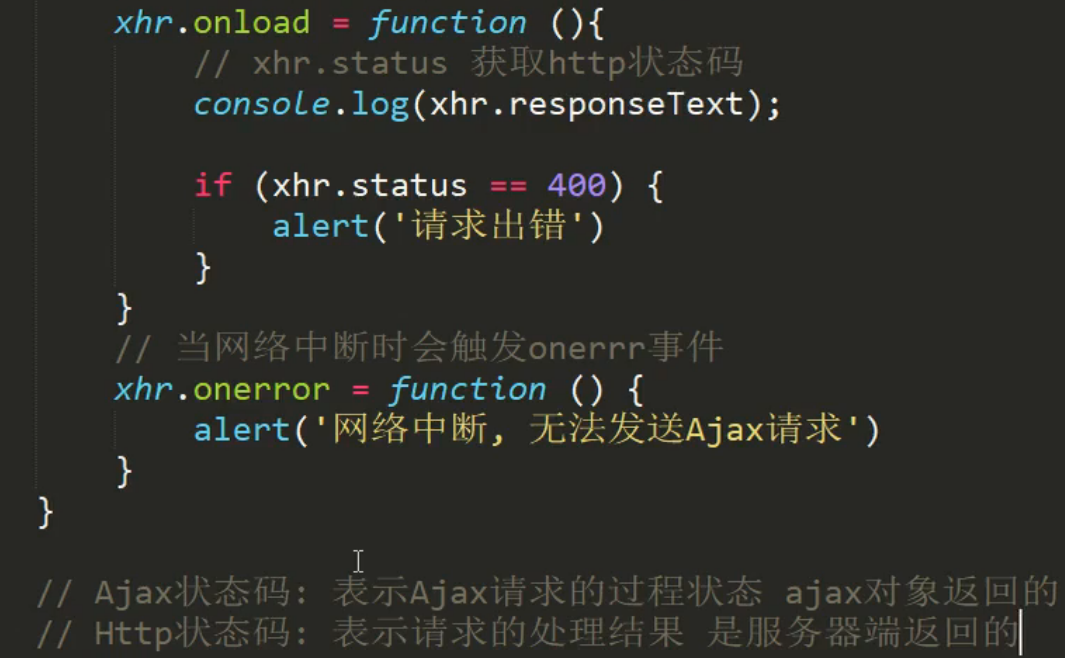 xhr.onload = function (){
// xhr.status 获取http状态码
console.log(xhr.responseText);
if (xhr.status == 400) {
alert('请求出错')
}
}
// 当网络中断时会触发onerrr事件
xhr.onerror = function () {
alert('网络中断, 无法发送Ajax请求')
}
}
// Ajax状态码: 表示Ajax请求的过程状态 ajax对象返回的
// Http状态码: 表示请求的处理结果 是服务器端返回的